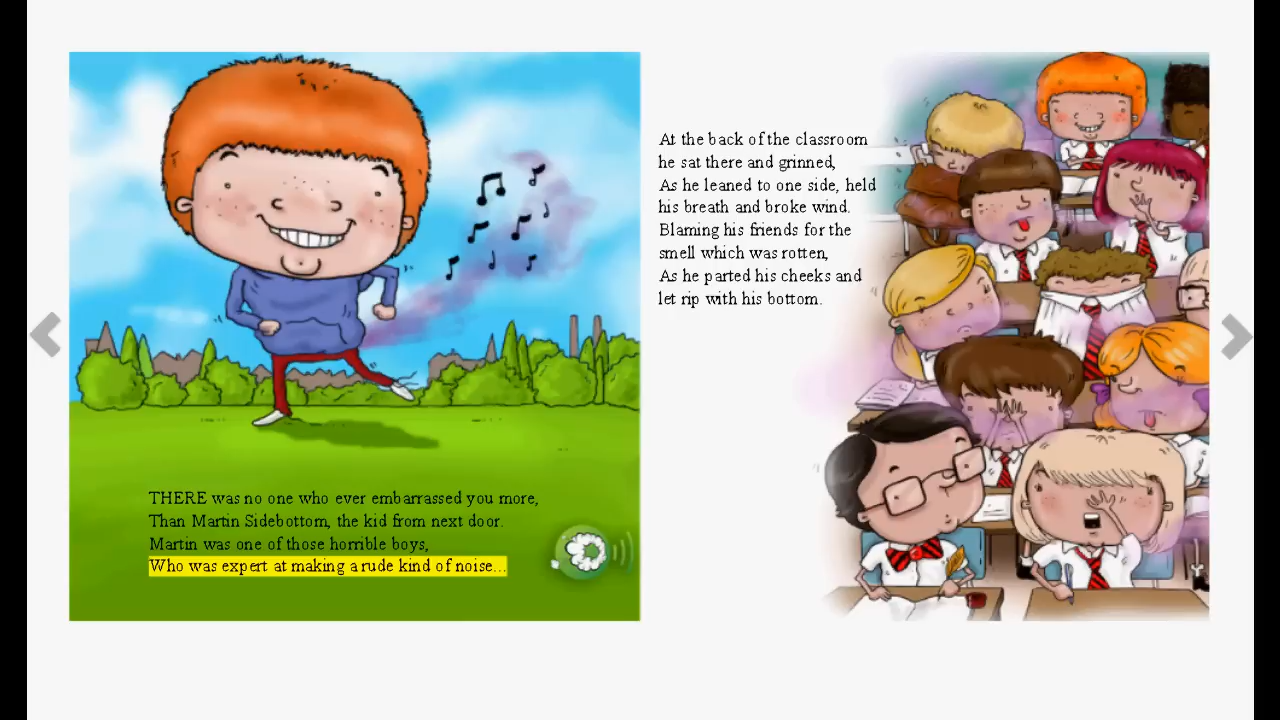 THERE was no one who ever embarrassed you more,
Than Martin Sidebottom, the kid from next door.
Martin was one of those horrible boys,
Who was expert at making a rude kind of noise...
At the back of the classroom
he sat there and grinned,
As he leaned to one side, held
his breath and broke wind.
Blaming his friends for the
smell which was rotten,
As he parted his cheeks and
let rip with his bottom.